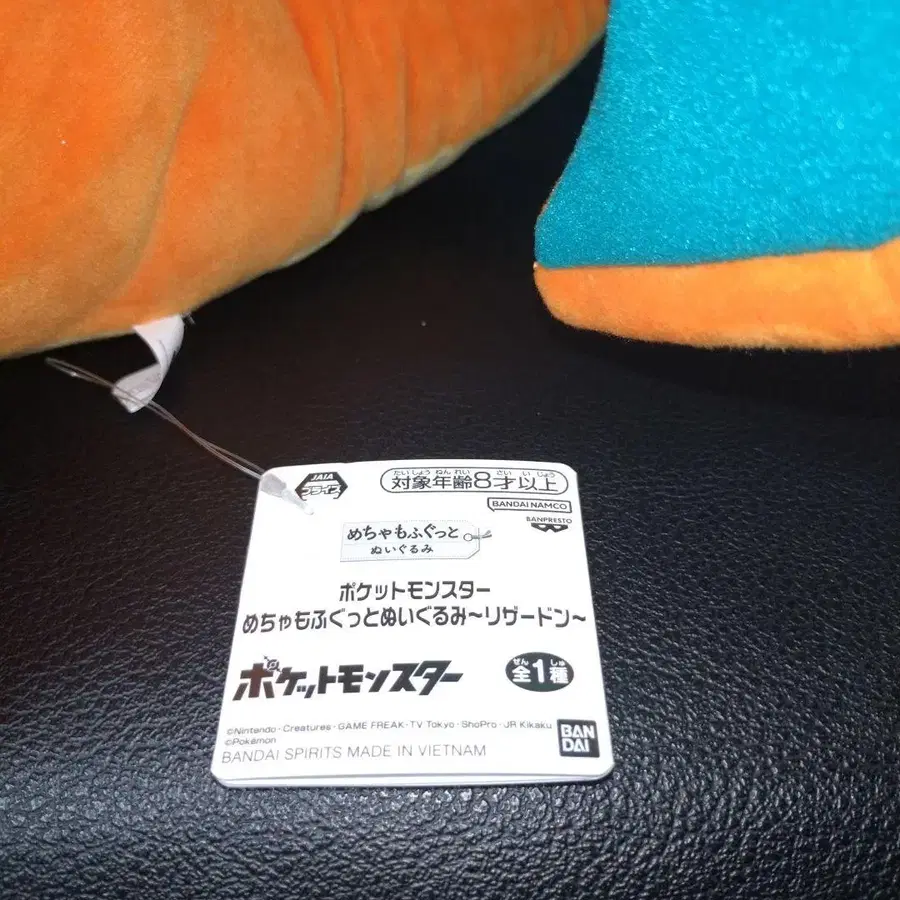 JAIA
プライズ
たいしょうねんれい さいいじょう
対象年齢8才以上
BANDAI NAMCO
BANPRESTO
めちゃもふぐっと
ぬいぐるみ
ポケットモンスター
めちゃもふぐっとぬいぐるみ～リザードン～
ポケットモンスター
ぜん しゅ
全1種
©Nintendo・Creatures・GAME FREAK・TV Tokyo・ShoPro・JR Kikaku
©Pokémon
BANDAI SPIRITS MADE IN VIETNAM
BAN
DAI